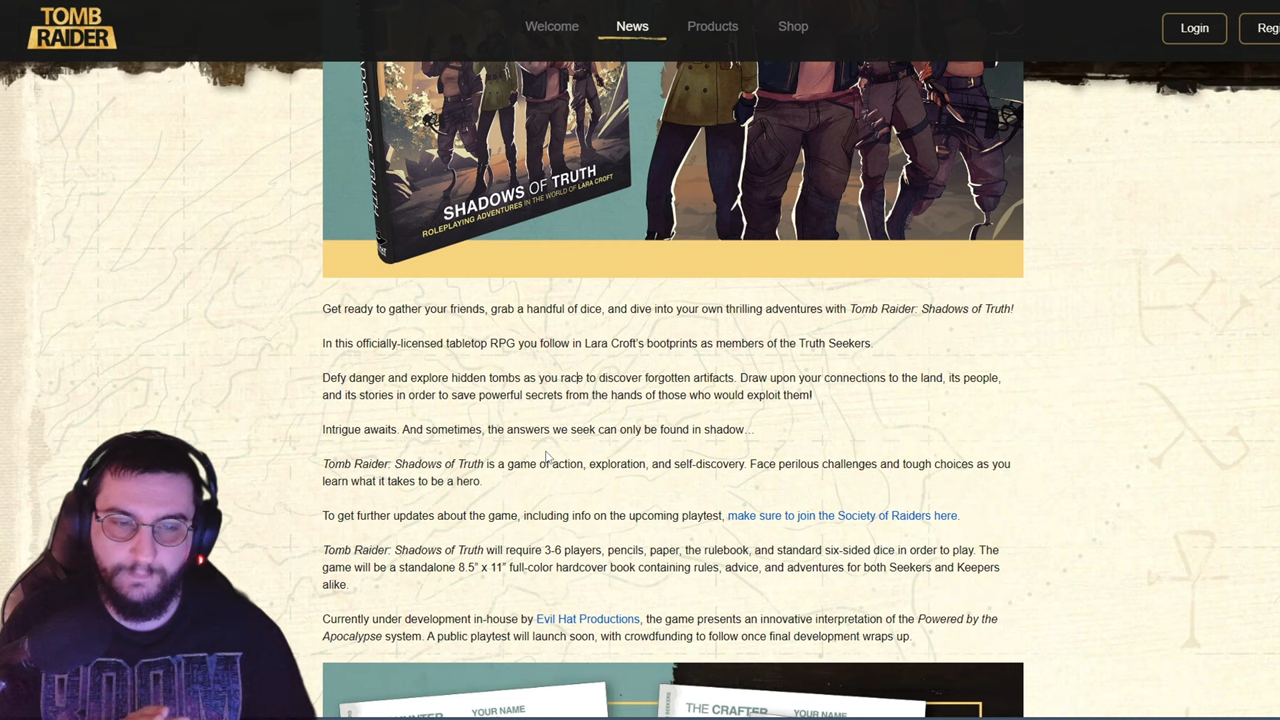 TOMB
RAIDER
Welcome
News
Products
Shop
Login
Reg
SHADOWS OF TRUTH
ROLEPLAYING ADVENTURES IN THE WORLD OF LARA CROFT
Get ready to gather your friends, grab a handful of dice, and dive into your own thrilling adventures with Tomb Raider: Shadows of Truth!
In this officially-licensed tabletop RPG you follow in Lara Croft's bootprints as members of the Truth Seekers.
Defy danger and explore hidden tombs as you race to discover forgotten artifacts. Draw upon your connections to the land, its people,
and its stories in order to save powerful secrets from the hands of those who would exploit them!
Intrigue awaits. And sometimes, the answers we seek can only be found in shadow…
Tomb Raider: Shadows of Truth is a game of action, exploration, and self-discovery. Face perilous challenges and tough choices as you
learn what it takes to be a hero.
To get further updates about the game, including info on the upcoming playtest, make sure to join the Society of Raiders here.
Tomb Raider: Shadows of Truth will require 3-6 players, pencils, paper, the rulebook, and standard six-sided dice in order to play. The
game will be a standalone 8.5" x 11" full-color hardcover book containing rules, advice, and adventures for both Seekers and Keepers
alike.
Currently under development in-house by Evil Hat Productions, the game presents an innovative interpretation of the Powered by the
Apocalypse system. A public playtest will launch soon, with crowdfunding to follow once final development wraps up.
YOUR NAME
THE CRAFTER
YOUR NAME
DOOM